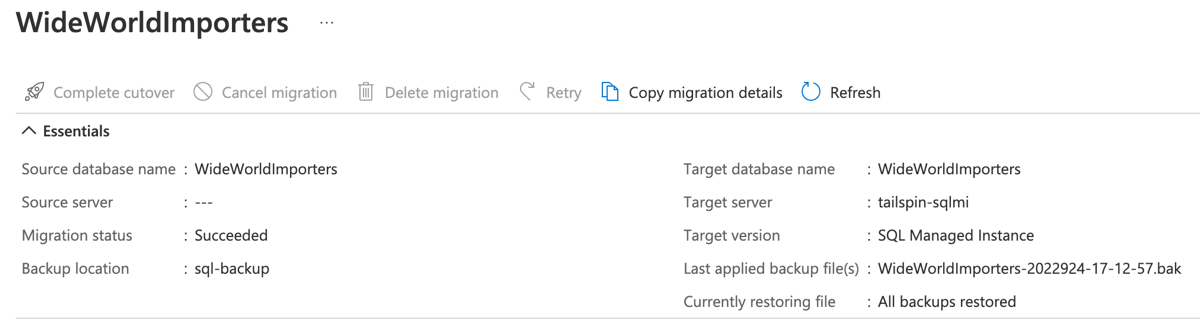 WideWorldImporters ...
Complete cutover Cancel migration Delete migration Retry Copy migration details Refresh
Essentials
Source database name : WideWorldImporters Target database name : WideWorldImporters
Source server : --- Target server : tailspin-sqlmi
Migration status : Succeeded Target version : SQL Managed Instance
Backup location : sql-backup Last applied backup file(s) : WideWorldImporters-2022924-17-12-57.bak
Currently restoring file : All backups restored